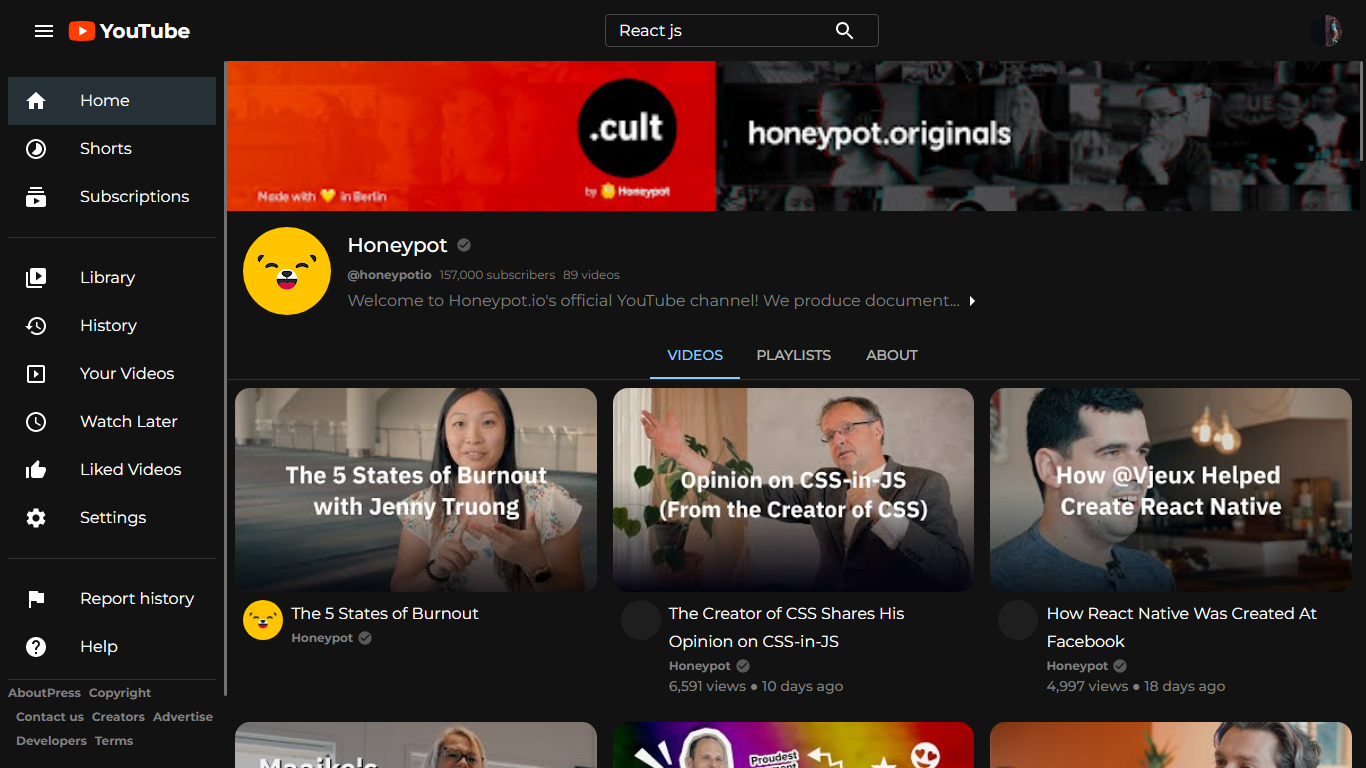 YouTube
React js
Home
Shorts
Subscriptions
Library
History
Your Videos
Watch Later
Liked Videos
Settings
Report history
Help
AboutPress Copyright
Contact us Creators Advertise
Developers Terms
.cult
by Honeypot
Made with in Berlin
honeypot.originals
Honeypot
@honeypotio 157,000 subscribers 89 videos
Welcome to Honeypot.io's official YouTube channel! We produce document...
VIDEOS PLAYLISTS ABOUT
The 5 States of Burnout
with Jenny Truong
The 5 States of Burnout
Honeypot
Opinion on CSS-in-JS
(From the Creator of CSS)
The Creator of CSS Shares His
Opinion on CSS-in-JS
Honeypot
6,591 views ● 10 days ago
How @Vjeux Helped
Create React Native
How React Native Was Created At
Facebook
Honeypot
4,997 views ● 18 days ago
Proudest